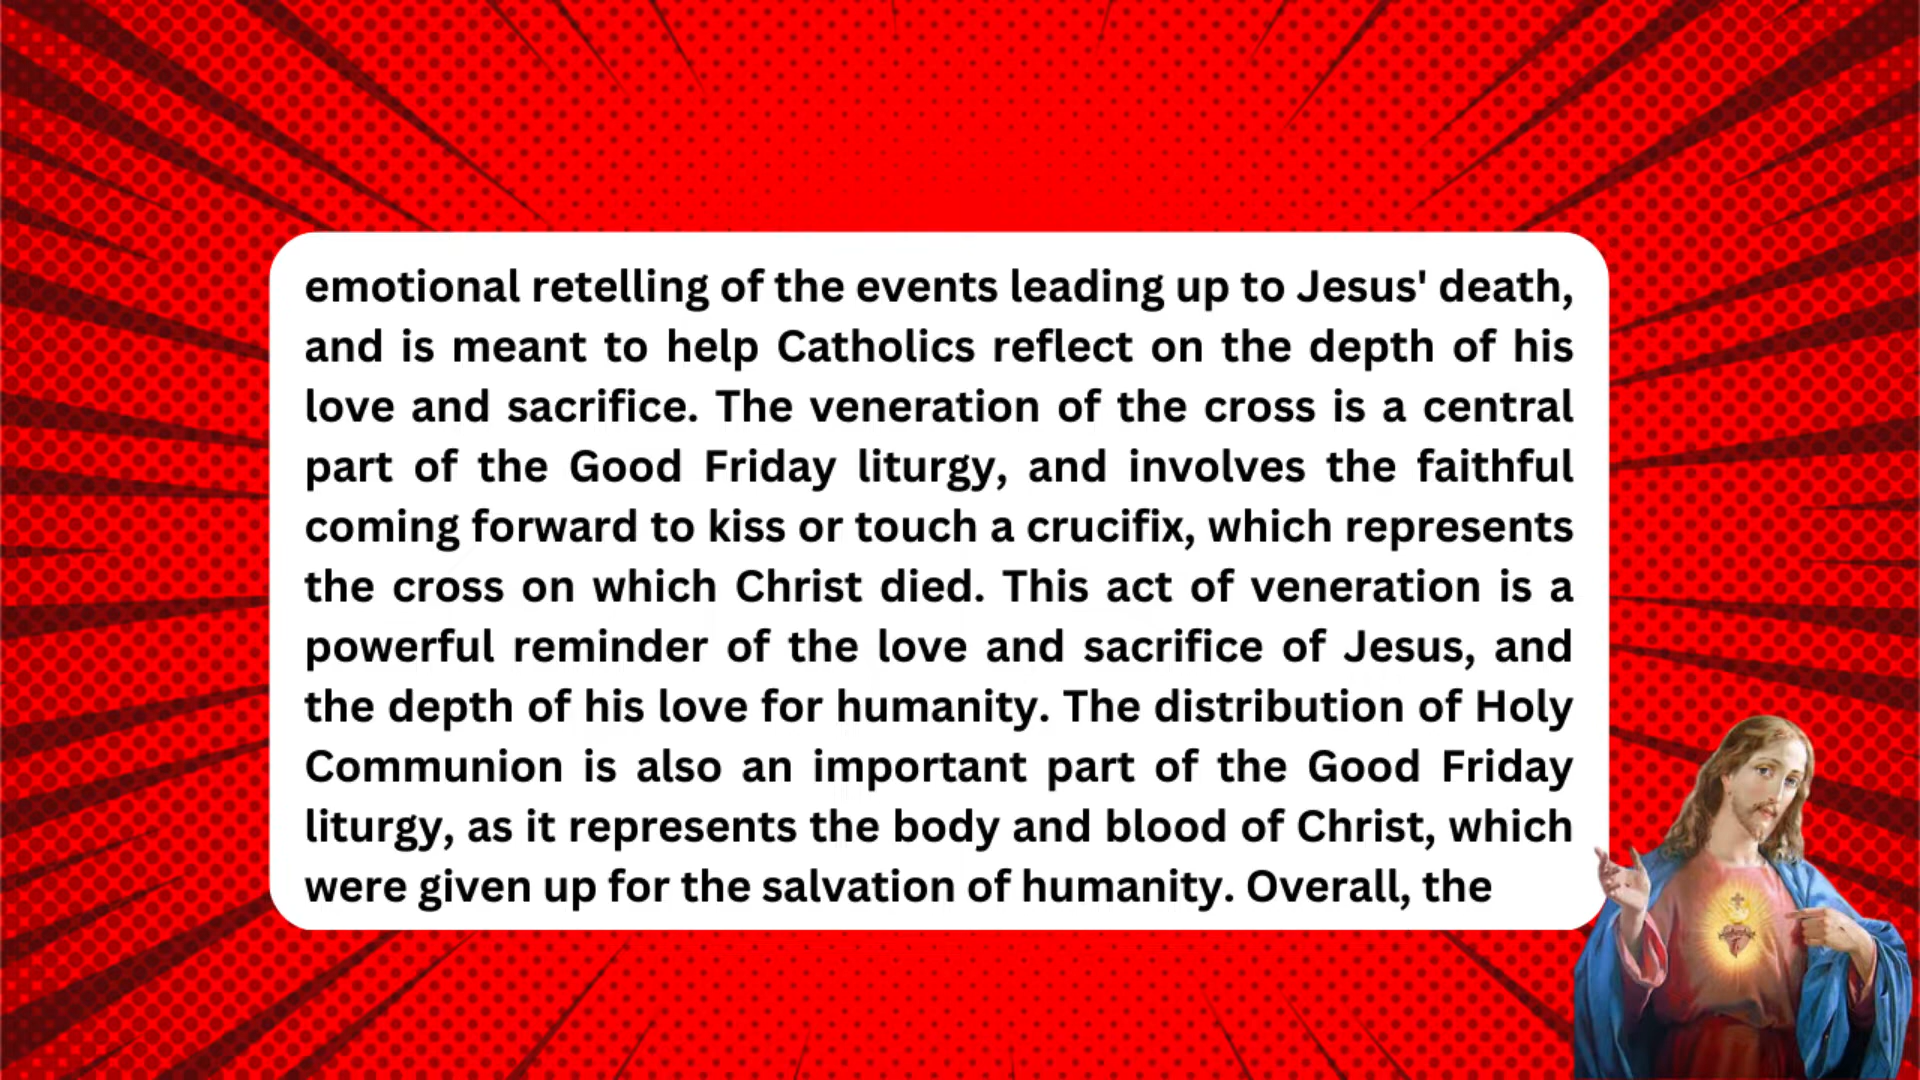 emotional retelling of the events leading up to Jesus' death,
and is meant to help Catholics reflect on the depth of his
love and sacrifice. The veneration of the cross is a central
part of the Good Friday liturgy, and involves the faithful
coming forward to kiss or touch a crucifix, which represents
the cross on which Christ died. This act of veneration is a
powerful reminder of the love and sacrifice of Jesus, and
the depth of his love for humanity. The distribution of Holy
Communion is also an important part of the Good Friday
liturgy, as it represents the body and blood of Christ, which
were given up for the salvation of humanity. Overall, the